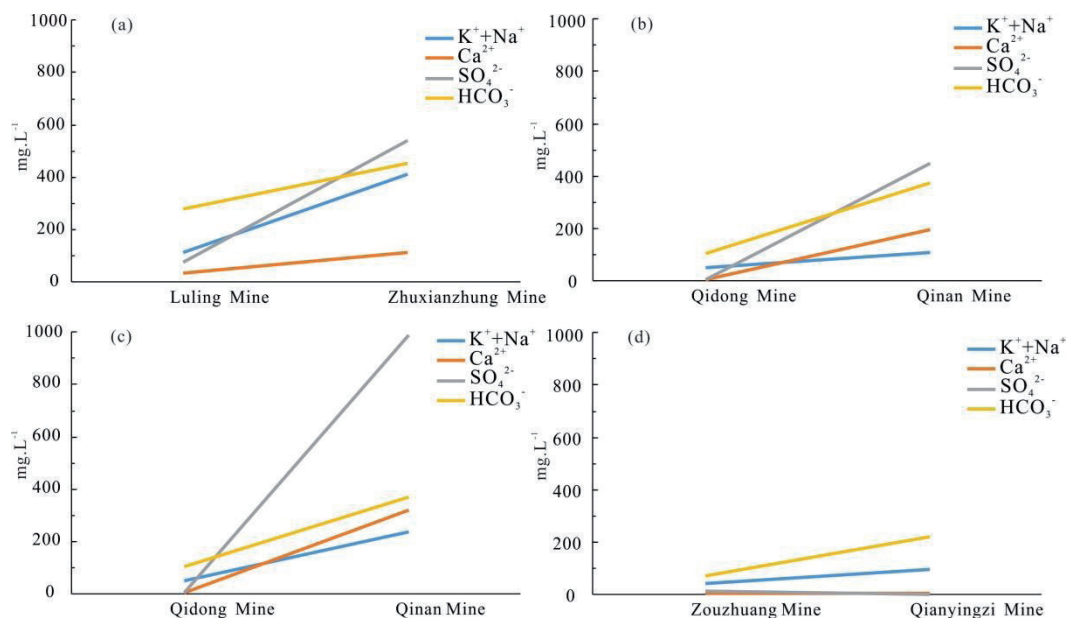 (a)
1000
800
600
400
200
0
mg.L⁻¹
K⁺+Na⁺
Ca²⁺
SO₄²⁻
HCO₃⁻
Luling Mine
Zhuxianzhung Mine
(b)
1000
800
600
400
200
0
mg.L⁻¹
K⁺+Na⁺
Ca²⁺
SO₄²⁻
HCO₃⁻
Qidong Mine
Qinan Mine
(c)
1000
800
600
400
200
0
mg.L⁻¹
K⁺+Na⁺
Ca²⁺
SO₄²⁻
HCO₃⁻
Qidong Mine
Qinan Mine
(d)
1000
800
600
400
200
0
mg.L⁻¹
K⁺+Na⁺
Ca²⁺
SO₄²⁻
HCO₃⁻
Zouzhuang Mine
Qianyingzi Mine